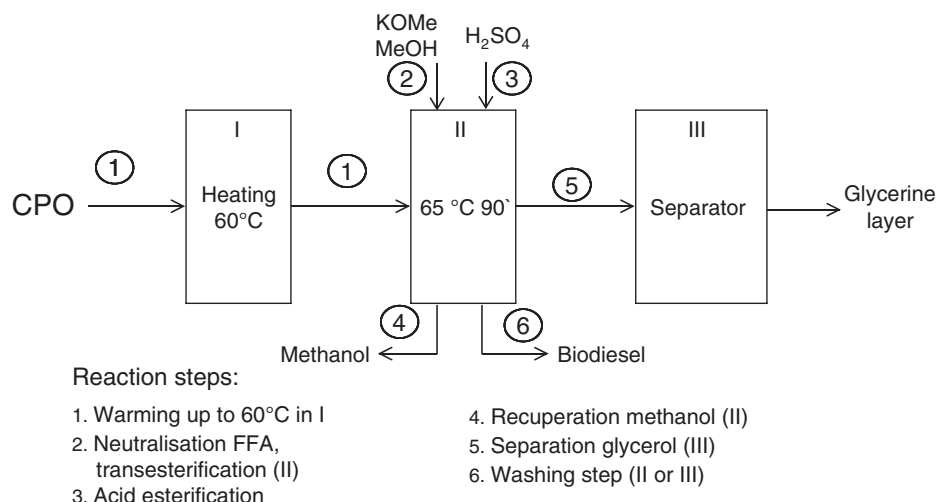 KOMe
MeOH
H₂SO₄
2
3
I
II
III
1
1
5
CPO
Heating
60°C
65 °C 90`
Separator
Glycerine
layer
4
6
Methanol
Biodiesel
Reaction steps:
1. Warming up to 60°C in I
2. Neutralisation FFA,
transesterification (II)
3. Acid esterification
4. Recuperation methanol (II)
5. Separation glycerol (III)
6. Washing step (II or III)